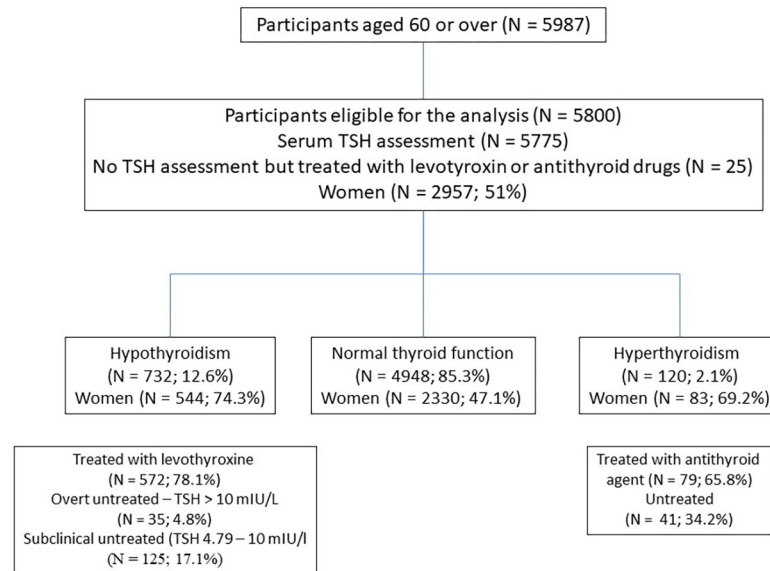 Participants aged 60 or over (N = 5987)
Participants eligible for the analysis (N = 5800)
Serum TSH assessment (N = 5775)
No TSH assessment but treated with levotyroxin or antithyroid drugs (N = 25)
Women (N = 2957; 51%)
Hypothyroidism
(N = 732; 12.6%)
Women (N = 544; 74.3%)
Normal thyroid function
(N = 4948; 85.3%)
Women (N = 2330; 47.1%)
Hyperthyroidism
(N = 120; 2.1%)
Women (N = 83; 69.2%)
Treated with levothyroxine
(N = 572; 78.1%)
Overt untreated – TSH > 10 mIU/L
(N = 35; 4.8%)
Subclinical untreated (TSH 4.79 – 10 mIU/l
(N = 125; 17.1%)
Treated with antithyroid
agent (N = 79; 65.8%)
Untreated
(N = 41; 34.2%)